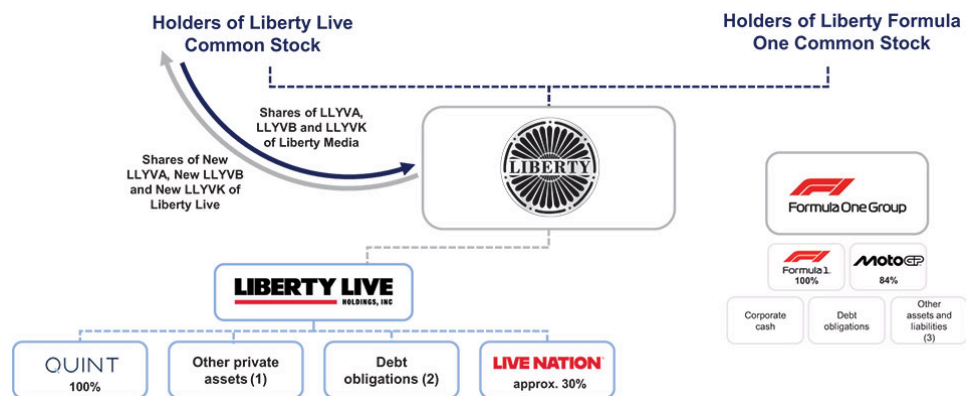 Holders of Liberty Live
Common Stock
Holders of Liberty Formula
One Common Stock
Shares of LLYVA,
LLYVB and LLYVK
of Liberty Media
Shares of New
LLYVA, New LLYVB
and New LLYVK of
Liberty Live
LIBERTY
F1
Formula One Group
F1
Formula 1
100%
MotoGP
84%
Corporate
cash
Debt
obligations
Other
assets and
liabilities
(3)
LIBERTY LIVE
HOLDINGS, INC
QUINT
100%
Other private
assets (1)
Debt
obligations (2)
LIVE NATION
approx. 30%